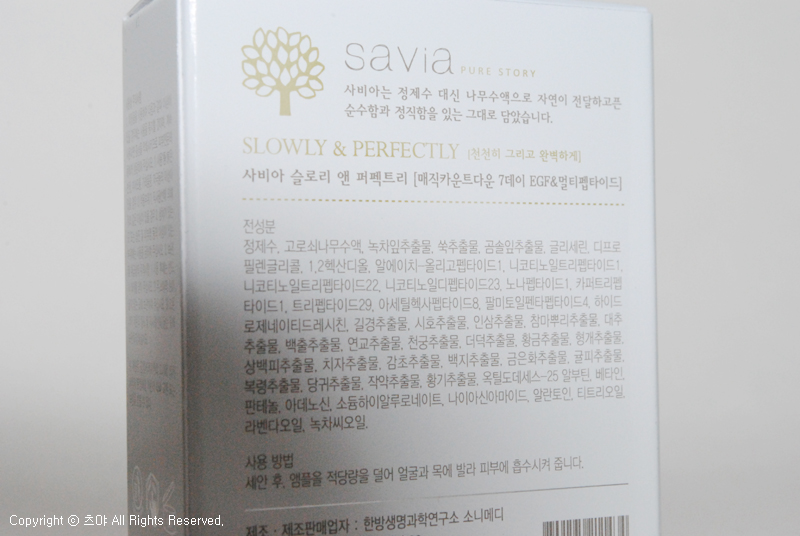 savia PURE STORY
사비아는 정제수 대신 나무수액으로 자연이 전달하고픈
순수함과 정직함을 있는 그대로 담았습니다.
SLOWLY & PERFECTLY [천천히 그리고 완벽하게]
사비아 슬로리 앤 퍼펙트리 [매직카운트다운 7데이 EGF&멀티펩타이드]
전성분
정제수, 고로쇠나무수액, 녹차잎추출물, 쑥추출물, 곰솔잎추출물, 글리세린, 디프로
필렌글리콜, 1,2헥산디올, 알에이치-올리고펩타이드1, 니코티노일트리펩타이드1,
니코티노일트리펩타이드22, 니코티노일디펩타이드23, 노나펩타이드1, 카퍼트리펩
타이드1, 트리펩타이드29, 아세틸헥사펩타이드8, 팔미토일펜타펩타이드4, 하이드
로제네이티드레시친, 길경추출물, 시호추출물, 인삼추출물, 참마뿌리추출물, 대추
추출물, 백출추출물, 연교추출물, 천궁추출물, 더덕추출물, 황금추출물, 형개추출물,
상백피추출물, 치자추출물, 감초추출물, 백지추출물, 금은화추출물, 귤피추출물,
복령추출물, 당귀추출물, 작약추출물, 황기추출물, 옥틸도데세스-25 알부틴, 베타인,
판테놀, 아데노신, 소듐하이알루로네이트, 나이아신아마이드, 알란토인, 티트리오일,
라벤다오일, 녹차씨오일.
사용 방법
세안 후, 앰플을 적당량을 덜어 얼굴과 목에 발라 피부에 흡수시켜 줍니다.
제조·제조판매업자 : 한방생명과학연구소 소니메디
Copyright ⓒ 츠야 All Rights Reserved.